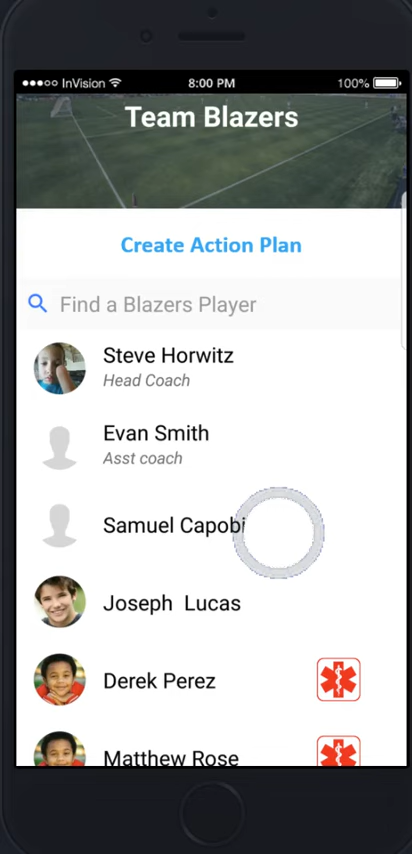 InVision 8:00 PM 100%
Team Blazers
Create Action Plan
Find a Blazers Player
Steve Horwitz
Head Coach
Evan Smith
Asst coach
Samuel Capobi
Joseph Lucas
Derek Perez
Matthew Rose